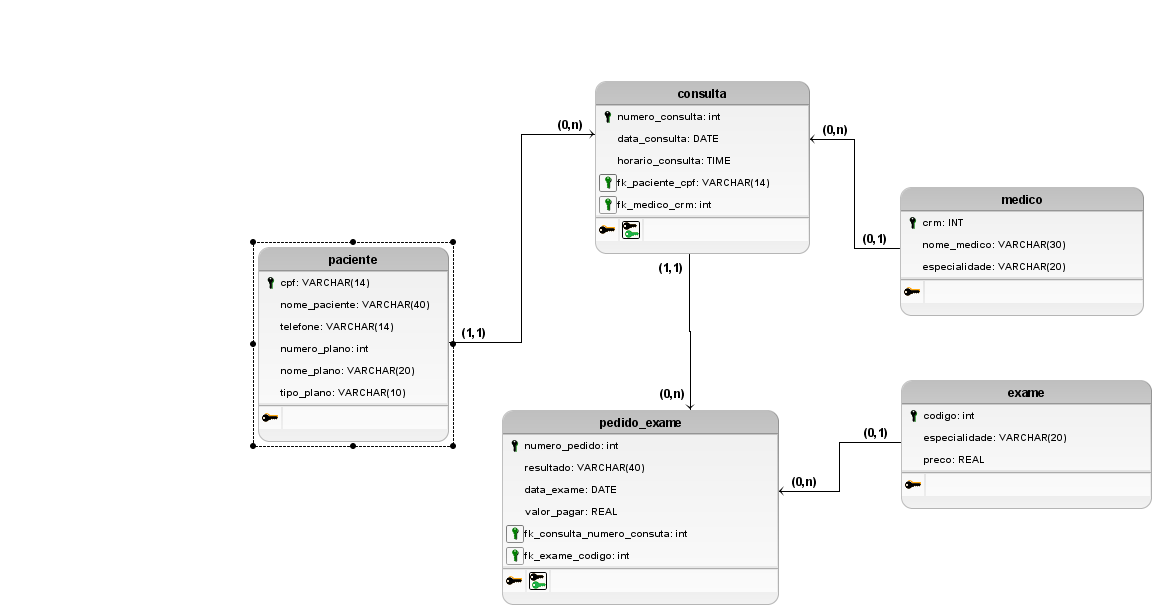 consulta
numero_consulta: int
data_consulta: DATE
horario_consulta: TIME
fk_paciente_cpf: VARCHAR(14)
fk_medico_crm: int
(0,n)
(0,n)
medico
crm: INT
nome_medico: VARCHAR(30)
especialidade: VARCHAR(20)
(0,1)
paciente
cpf: VARCHAR(14)
nome_paciente: VARCHAR(40)
telefone: VARCHAR(14)
numero_plano: int
nome_plano: VARCHAR(20)
tipo_plano: VARCHAR(10)
(1,1)
(1,1)
(0,n)
pedido_exame
numero_pedido: int
resultado: VARCHAR(40)
data_exame: DATE
valor_pagar: REAL
fk_consulta_numero_consuta: int
fk_exame_codigo: int
exame
codigo: int
especialidade: VARCHAR(20)
preco: REAL
(0,1)
(0,n)